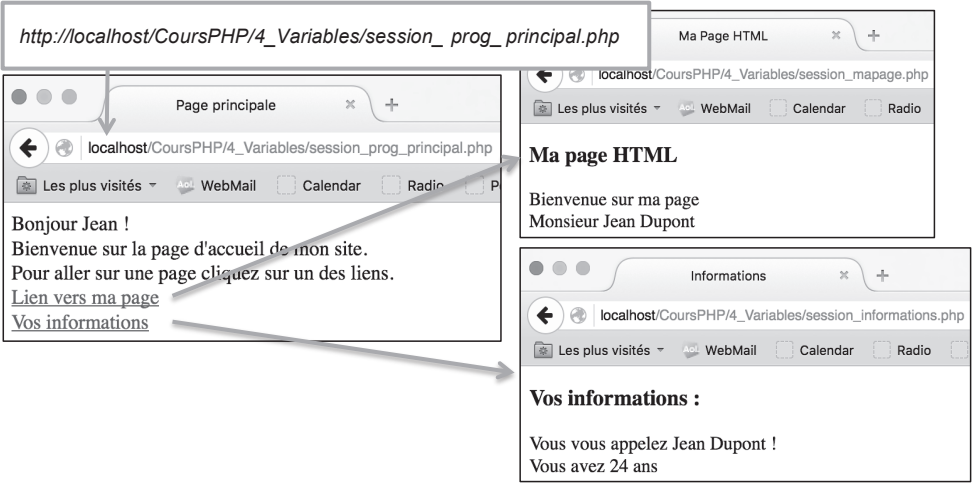 http://localhost/CoursPHP/4_Variables/session_ prog_ principal.php
Page principale
localhost/CoursPHP/4_Variables/session_prog_principal.php
Les plus visités
Aol.
WebMail
Calendar
Radio
Bonjour Jean !
Bienvenue sur la page d'accueil de mon site.
Pour aller sur une page cliquez sur un des liens.
Lien vers ma page
Vos informations
Ma Page HTML
localhost/CoursPHP/4_Variables/session_mapage.php
Les plus visités
Aol.
WebMail
Calendar
Radio
Ma page HTML
Bienvenue sur ma page
Monsieur Jean Dupont
Informations
localhost/CoursPHP/4_Variables/session_informations.php
Les plus visités
Aol.
WebMail
Calendar
Radio
Vos informations :
Vous vous appelez Jean Dupont !
Vous avez 24 ans